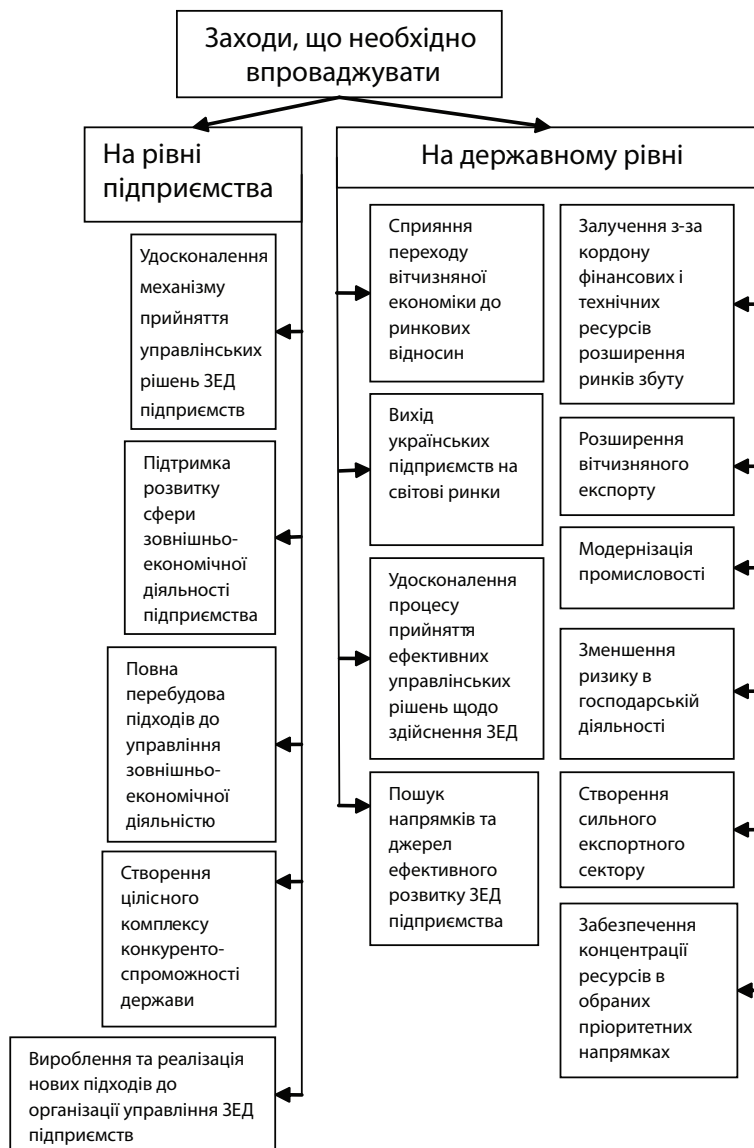 Заходи, що необхідно
впроваджувати
На рівні
підприємства
Удосконалення
механізму
прийняття
управлінських
рішень ЗЕД
підприємств
Підтримка
розвитку
сфери
зовнішньо-
економічної
діяльності
підприємства
Повна
перебудова
підходів до
управління
зовнішньо-
економічної
діяльністю
Створення
цілісного
комплексу
конкуренто-
спроможності
держави
Вироблення та реалізація
нових підходів до
організації управління ЗЕД
підприємств
На державному рівні
Сприяння
переходу
вітчизняної
економіки до
ринкових
відносин
Вихід
українських
підприємств на
світові ринки
Удосконалення
процесу
прийняття
ефективних
управлінських
рішень щодо
здійснення ЗЕД
Пошук
напрямків та
джерел
ефективного
розвитку ЗЕД
підприємства
Залучення з-за
кордону
фінансових і
технічних
ресурсів
розширення
ринків збуту
Розширення
вітчизняного
експорту
Модернізація
промисловості
Зменшення
ризику в
господарській
діяльності
Створення
сильного
експортного
сектору
Забезпечення
концентрації
ресурсів в
обраних
пріоритетних
напрямках